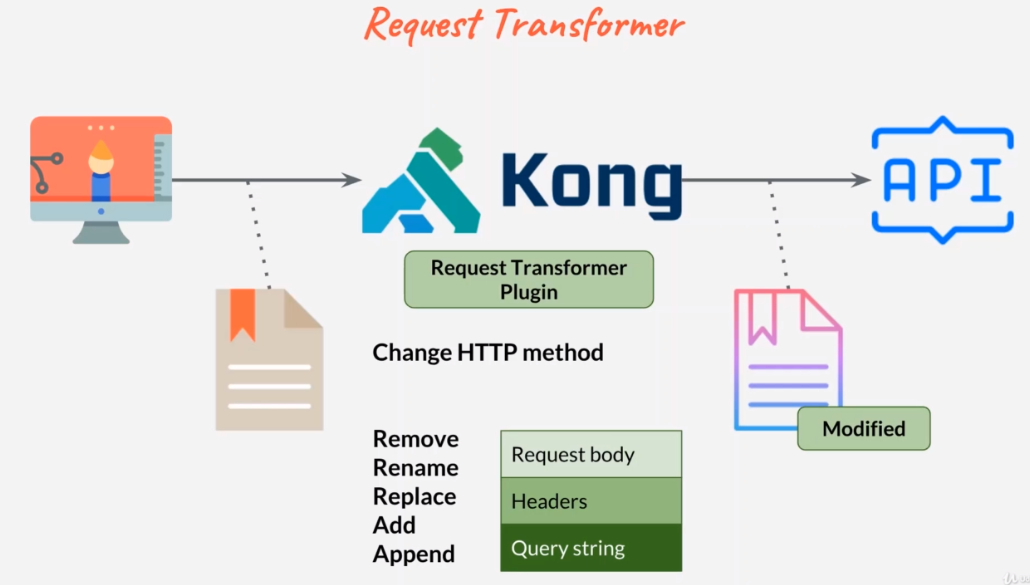 Request Transformer
Kong
API
Request Transformer
Plugin
Change HTTP method
Modified
Remove
Rename
Replace
Add
Append
Request body
Headers
Query string